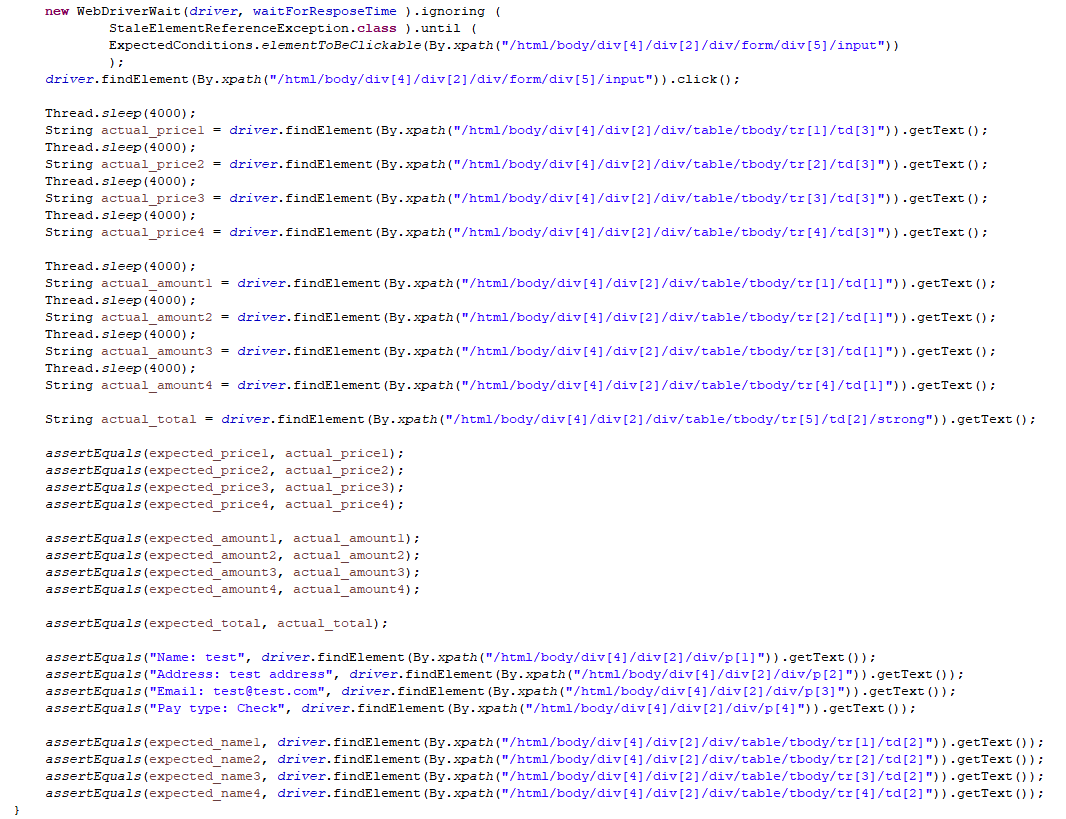 new WebDriverWait(driver, waitForResposeTime ).ignoring (
StaleElementReferenceException.class ).until (
ExpectedConditions.elementToBeClickable(By.xpath("/html/body/div[4]/div[2]/div/form/div[5]/input"))
);
driver.findElement(By.xpath("/html/body/div[4]/div[2]/div/form/div[5]/input")).click();
Thread.sleep(4000);
String actual_price1 = driver.findElement(By.xpath("/html/body/div[4]/div[2]/div/table/tbody/tr[1]/td[3]")).getText();
Thread.sleep(4000);
String actual_price2 = driver.findElement(By.xpath("/html/body/div[4]/div[2]/div/table/tbody/tr[2]/td[3]")).getText();
Thread.sleep(4000);
String actual_price3 = driver.findElement(By.xpath("/html/body/div[4]/div[2]/div/table/tbody/tr[3]/td[3]")).getText();
Thread.sleep(4000);
String actual_price4 = driver.findElement(By.xpath("/html/body/div[4]/div[2]/div/table/tbody/tr[4]/td[3]")).getText();
Thread.sleep(4000);
String actual_amount1 = driver.findElement(By.xpath("/html/body/div[4]/div[2]/div/table/tbody/tr[1]/td[1]")).getText();
Thread.sleep(4000);
String actual_amount2 = driver.findElement(By.xpath("/html/body/div[4]/div[2]/div/table/tbody/tr[2]/td[1]")).getText();
Thread.sleep(4000);
String actual_amount3 = driver.findElement(By.xpath("/html/body/div[4]/div[2]/div/table/tbody/tr[3]/td[1]")).getText();
Thread.sleep(4000);
String actual_amount4 = driver.findElement(By.xpath("/html/body/div[4]/div[2]/div/table/tbody/tr[4]/td[1]")).getText();
String actual_total = driver.findElement(By.xpath("/html/body/div[4]/div[2]/div/table/tbody/tr[5]/td[2]/strong")).getText();
assertEquals(expected_price1, actual_price1);
assertEquals(expected_price2, actual_price2);
assertEquals(expected_price3, actual_price3);
assertEquals(expected_price4, actual_price4);
assertEquals(expected_amount1, actual_amount1);
assertEquals(expected_amount2, actual_amount2);
assertEquals(expected_amount3, actual_amount3);
assertEquals(expected_amount4, actual_amount4);
assertEquals(expected_total, actual_total);
assertEquals("Name: test", driver.findElement(By.xpath("/html/body/div[4]/div[2]/div/p[1]")).getText());
assertEquals("Address: test address", driver.findElement(By.xpath("/html/body/div[4]/div[2]/div/p[2]")).getText());
assertEquals("Email: test@test.com", driver.findElement(By.xpath("/html/body/div[4]/div[2]/div/p[3]")).getText());
assertEquals("Pay type: Check", driver.findElement(By.xpath("/html/body/div[4]/div[2]/div/p[4]")).getText());
assertEquals(expected_name1, driver.findElement(By.xpath("/html/body/div[4]/div[2]/div/table/tbody/tr[1]/td[2]")).getText());
assertEquals(expected_name2, driver.findElement(By.xpath("/html/body/div[4]/div[2]/div/table/tbody/tr[2]/td[2]")).getText());
assertEquals(expected_name3, driver.findElement(By.xpath("/html/body/div[4]/div[2]/div/table/tbody/tr[3]/td[2]")).getText());
assertEquals(expected_name4, driver.findElement(By.xpath("/html/body/div[4]/div[2]/div/table/tbody/tr[4]/td[2]")).getText());
}